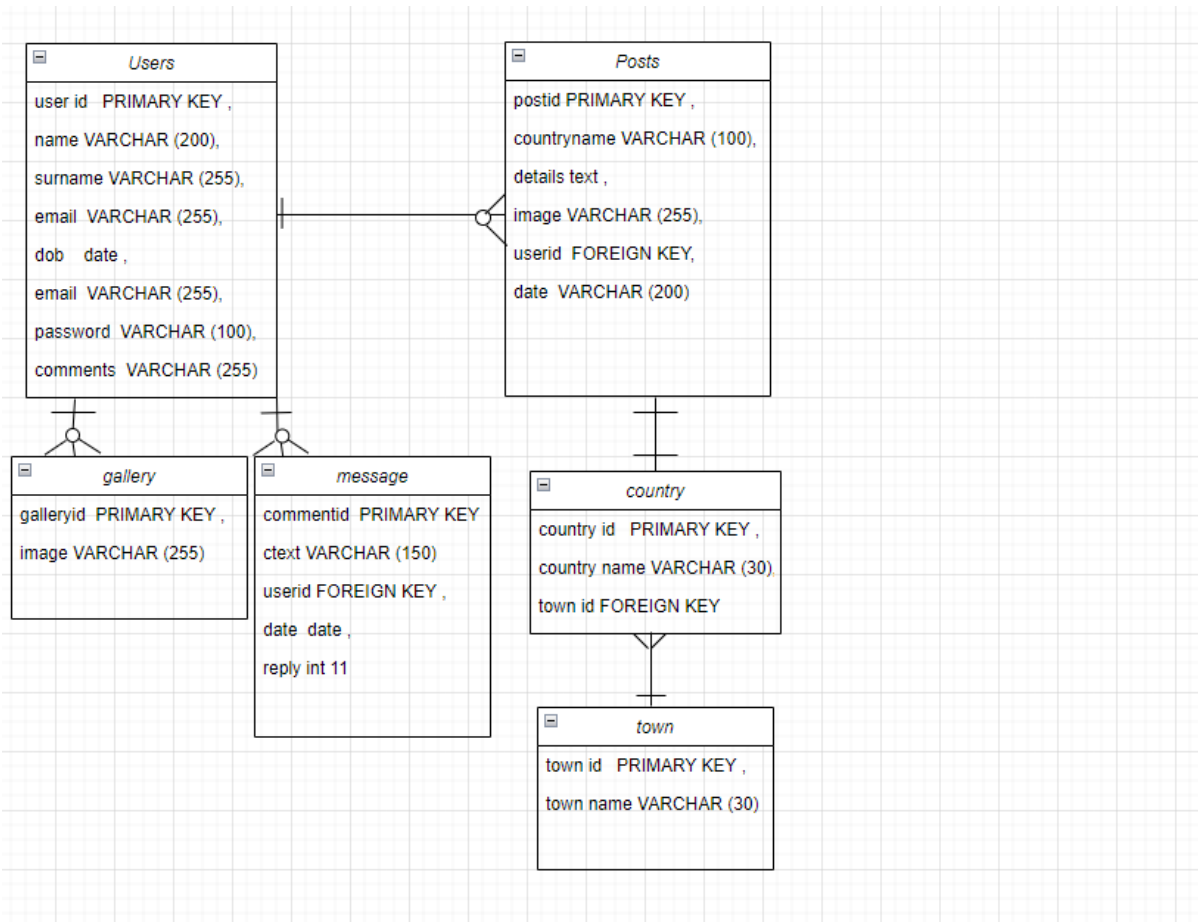 Users
user id PRIMARY KEY ,
name VARCHAR (200),
surname VARCHAR (255),
email VARCHAR (255),
dob date ,
email VARCHAR (255),
password VARCHAR (100),
comments VARCHAR (255)
Posts
postid PRIMARY KEY ,
countryname VARCHAR (100),
details text ,
image VARCHAR (255),
userid FOREIGN KEY,
date VARCHAR (200)
gallery
galleryid PRIMARY KEY ,
image VARCHAR (255)
message
commentid PRIMARY KEY
ctext VARCHAR (150)
userid FOREIGN KEY ,
date date ,
reply int 11
country
country id PRIMARY KEY ,
country name VARCHAR (30),
town id FOREIGN KEY
town
town id PRIMARY KEY ,
town name VARCHAR (30)